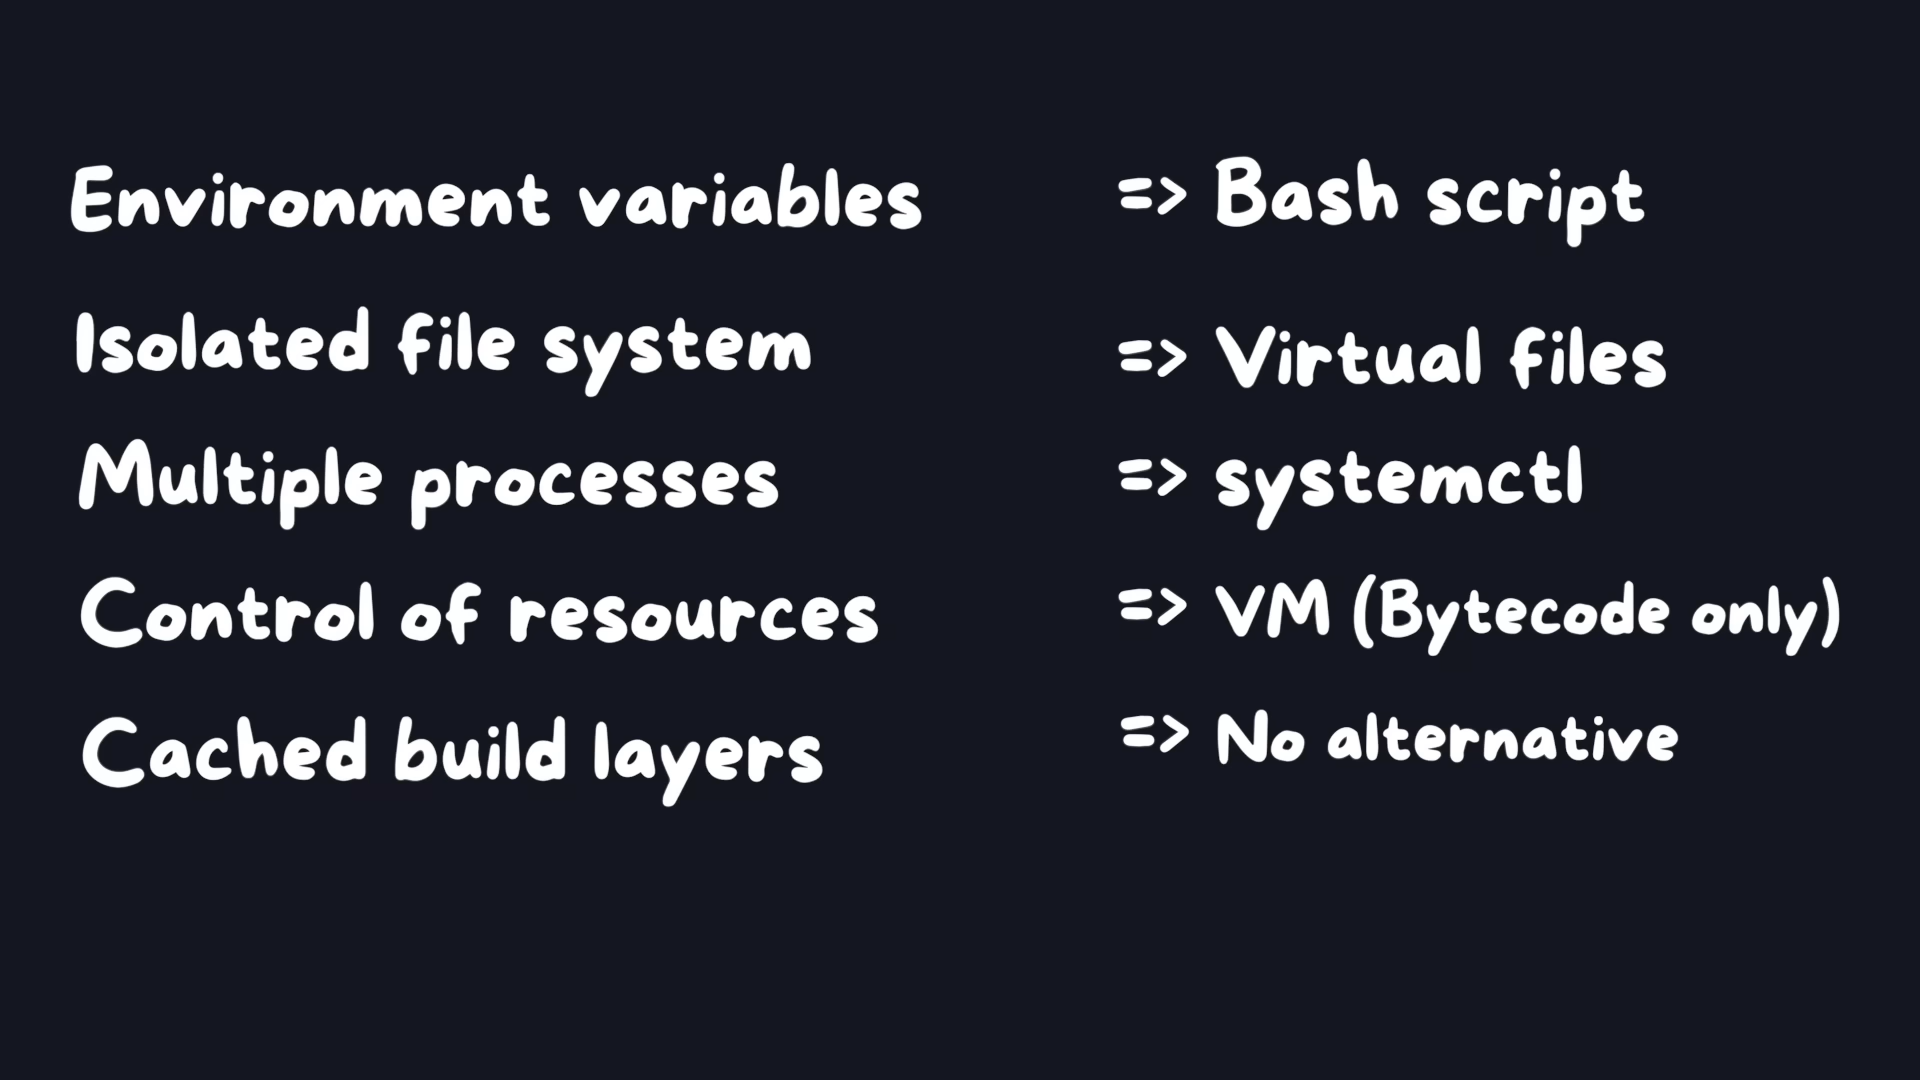 Environment variables => Bash script
Isolated file system => Virtual files
Multiple processes => systemctl
Control of resources => VM (Bytecode only)
Cached build layers => No alternative